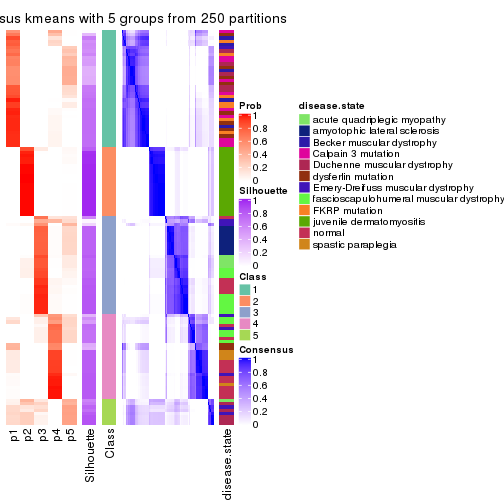 sus kmeans with 5 groups from 250 partitions
Prob
1
0.8
0.6
0.4
0.2
0
Silhouette
1
0.8
0.6
0.4
0.2
0
Class
1
2
3
4
5
Consensus
1
0.8
0.6
0.4
0.2
0
disease.state
acute quadriplegic myopathy
amyotophic lateral sclerosis
Becker muscular dystrophy
Calpain 3 mutation
Duchenne muscular dystrophy
dysferlin mutation
Emery-Dreifuss muscular dystrophy
fascioscapulohumeral muscular dystrophy
FKRP mutation
juvenile dermatomyositis
normal
spastic paraplegia
p1
p2
p3
p4
p5
Silhouette
Class
disease.state